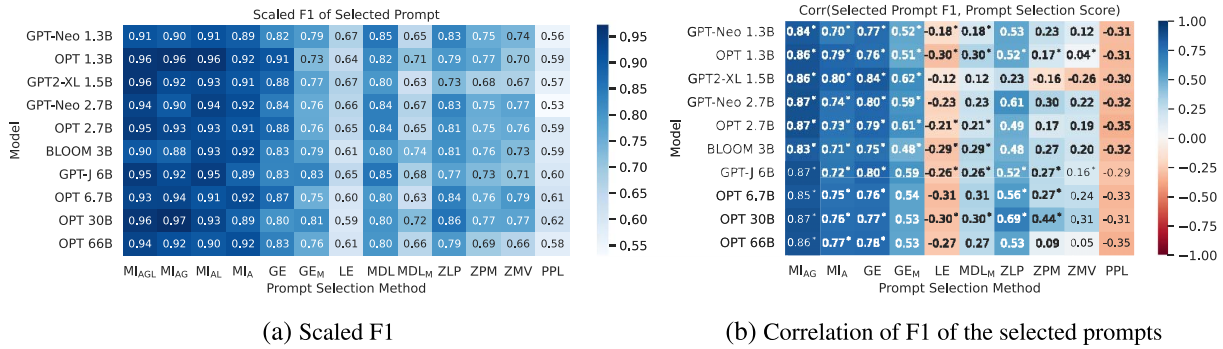 Scaled F1 of Selected Prompt
GPT-Neo 1.3B 0.91 0.90 0.91 0.89 0.82 0.79 0.67 0.85 0.65 0.83 0.75 0.74 0.56
OPT 1.3B 0.96 0.96 0.96 0.92 0.91 0.73 0.64 0.82 0.71 0.79 0.77 0.70 0.59
GPT2-XL 1.5B 0.96 0.92 0.93 0.91 0.88 0.77 0.67 0.80 0.63 0.73 0.68 0.67 0.57
GPT-Neo 2.7B 0.94 0.90 0.94 0.92 0.83 0.76 0.66 0.84 0.67 0.83 0.75 0.77 0.53
OPT 2.7B 0.95 0.93 0.93 0.91 0.88 0.76 0.65 0.84 0.65 0.81 0.75 0.76 0.59
BLOOM 3B 0.90 0.88 0.93 0.92 0.83 0.79 0.61 0.80 0.74 0.81 0.76 0.73 0.59
GPT-J 6B 0.95 0.92 0.95 0.89 0.83 0.74 0.65 0.84 0.68 0.77 0.73 0.71 0.60
OPT 6.7B 0.93 0.94 0.91 0.92 0.87 0.76 0.65 0.80 0.63 0.84 0.76 0.79 0.61
OPT 30B 0.96 0.97 0.93 0.89 0.80 0.81 0.59 0.80 0.72 0.86 0.77 0.77 0.62
OPT 66B 0.94 0.92 0.90 0.92 0.83 0.76 0.61 0.80 0.66 0.79 0.69 0.66 0.58
Model
MI_AGL MI_AG MI_AL MI_A GE GE_M LE MDL MDL_M ZLP ZPM ZMV PPL
Prompt Selection Method
0.95
0.90
0.85
0.80
0.75
0.70
0.65
0.60
0.55
(a) Scaled F1
Corr(Selected Prompt F1, Prompt Selection Score)
GPT-Neo 1.3B 0.84* 0.70* 0.77* 0.52* -0.18* 0.18* 0.53 0.23 0.12 -0.31
OPT 1.3B 0.86* 0.79* 0.76* 0.51* -0.30* 0.30* 0.52* 0.17* 0.04* -0.31
GPT2-XL 1.5B 0.86* 0.80* 0.84* 0.62* -0.12 0.12 0.23 -0.16 -0.26 -0.30
GPT-Neo 2.7B 0.87* 0.74* 0.80* 0.59* -0.23 0.23 0.61 0.30 0.22 -0.32
OPT 2.7B 0.87* 0.73* 0.79* 0.61* -0.21* 0.21* 0.49 0.17 0.19 -0.35
BLOOM 3B 0.83* 0.71* 0.75* 0.48* -0.29* 0.29* 0.48 0.27 0.20 -0.32
GPT-J 6B 0.87* 0.72* 0.80* 0.59 -0.26* 0.26* 0.52* 0.27* 0.16* -0.29
OPT 6.7B 0.85* 0.75* 0.76* 0.54 -0.31 0.31 0.56* 0.27* 0.24 -0.33
OPT 30B 0.87* 0.76* 0.77* 0.53 -0.30* 0.30* 0.69* 0.44* 0.33 -0.31
OPT 66B 0.86* 0.77* 0.78* 0.53 -0.27 0.27 0.53 0.09 0.05 -0.35
Model
MI_AG MI_A GE GE_M LE MDL_M ZLP ZPM ZMV PPL
Prompt Selection Method
1.00
0.75
0.50
0.25
0.00
-0.25
-0.50
-0.75
-1.00
(b) Correlation of F1 of the selected prompts